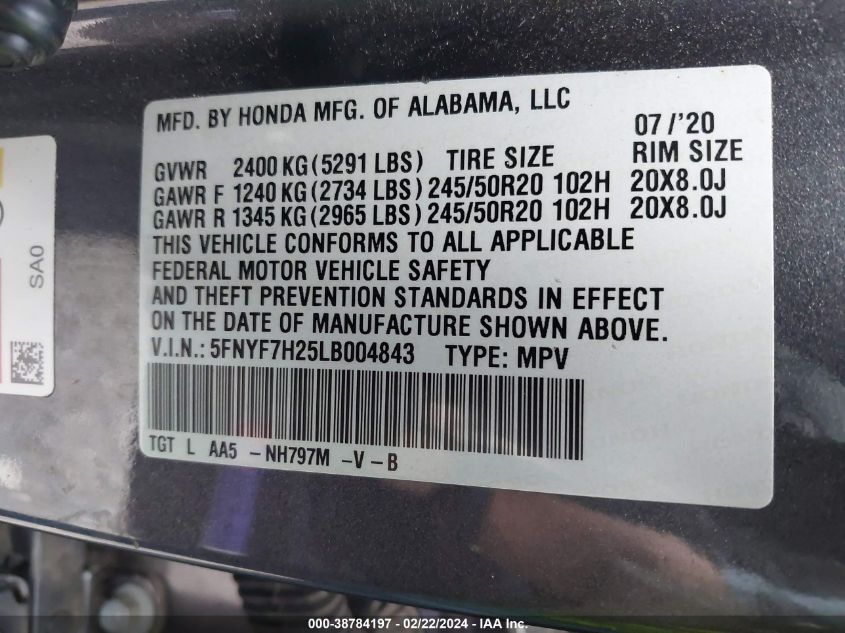 MFD. BY HONDA MFG. OF ALABAMA, LLC
07/'20
GVWR 2400 KG (5291 LBS) TIRE SIZE RIM SIZE
GAWR F 1240 KG (2734 LBS) 245/50R20 102H 20X8.0J
GAWR R 1345 KG (2965 LBS) 245/50R20 102H 20X8.0J
THIS VEHICLE CONFORMS TO ALL APPLICABLE
FEDERAL MOTOR VEHICLE SAFETY
AND THEFT PREVENTION STANDARDS IN EFFECT
ON THE DATE OF MANUFACTURE SHOWN ABOVE.
V.I.N.: 5FNYF7H25LB004843 TYPE: MPV
TGT L AA5 -NH797M -V-B
SA0
000-38784197 - 02/22/2024 - IAA Inc.